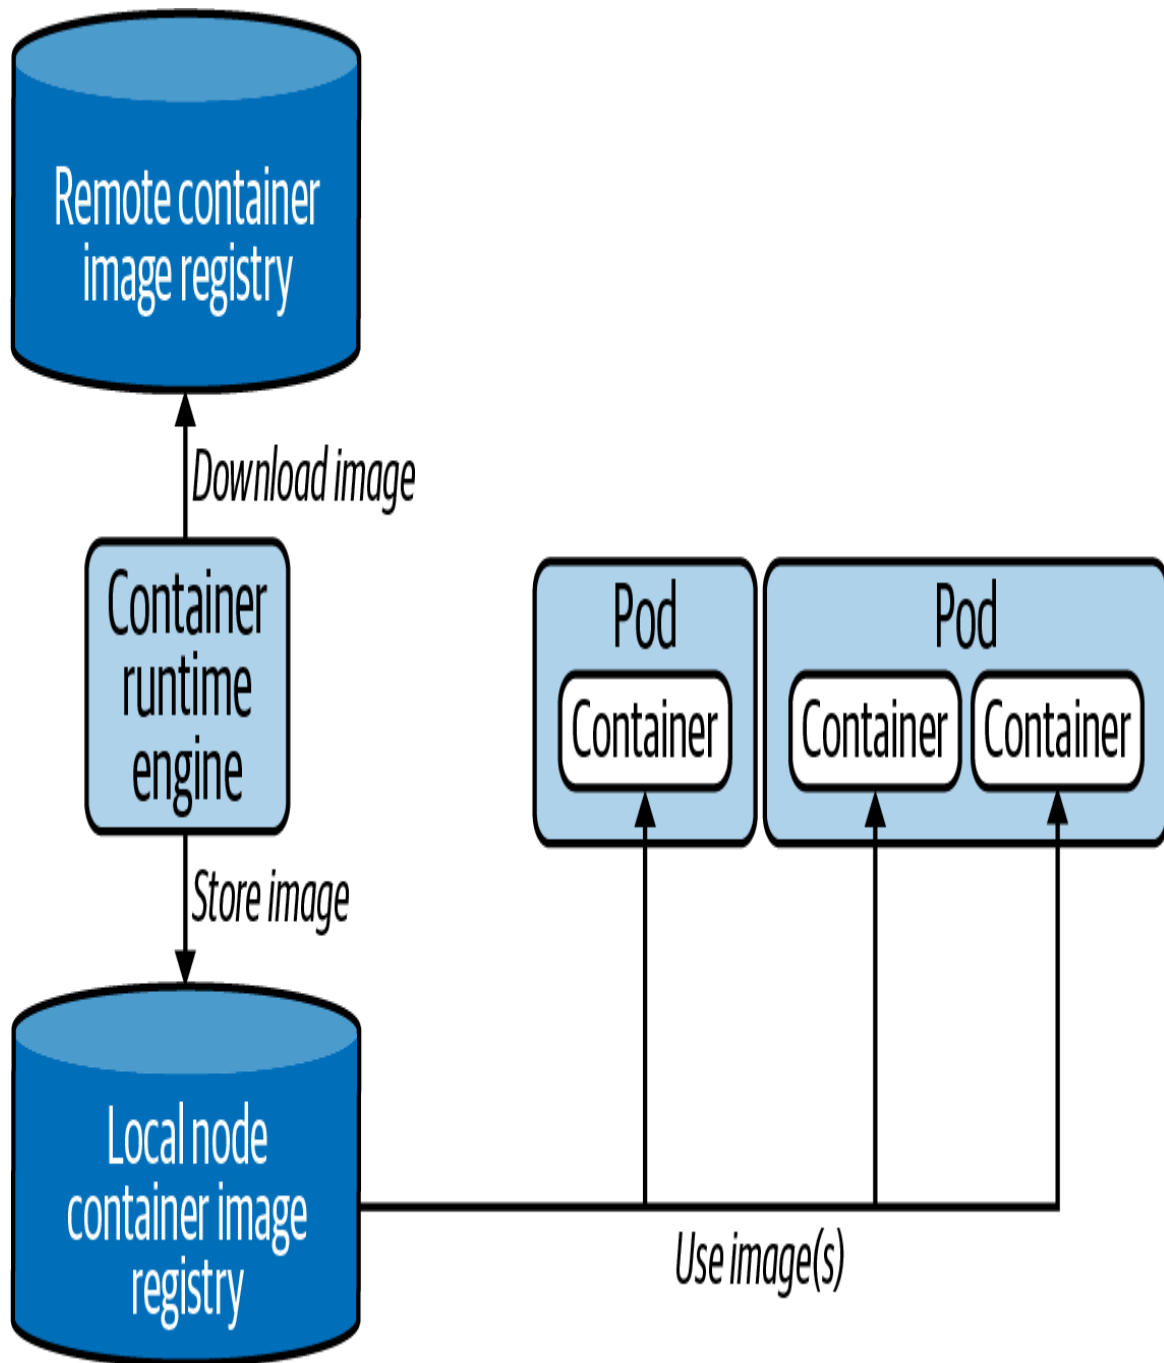 Remote container
image registry
Download image
Container
runtime
engine
Pod
Container
Pod
Container
Container
Store image
Local node
container image
registry
Use image(s)